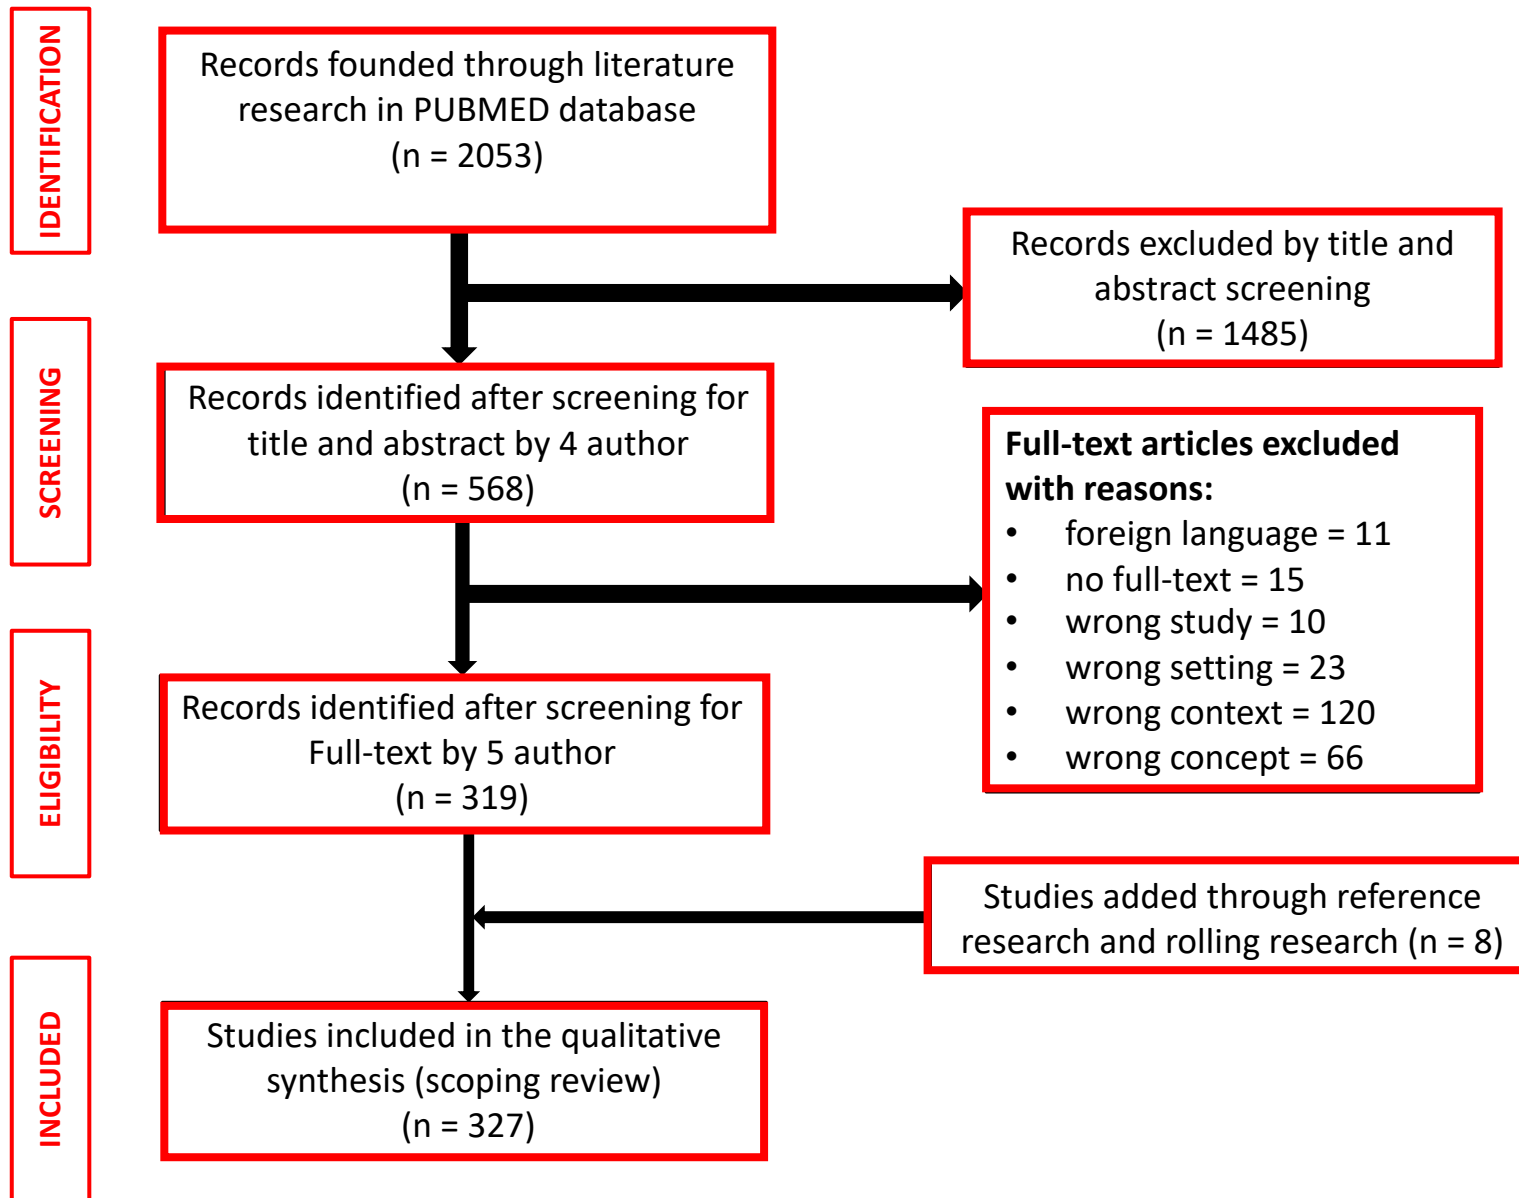 IDENTIFICATION
Records founded through literature
research in PUBMED database
(n = 2053)
Records excluded by title and
abstract screening
(n = 1485)
SCREENING
Records identified after screening for
title and abstract by 4 author
(n = 568)
Full-text articles excluded
with reasons:
• foreign language = 11
• no full-text = 15
• wrong study = 10
• wrong setting = 23
• wrong context = 120
• wrong concept = 66
ELIGIBILITY
Records identified after screening for
Full-text by 5 author
(n = 319)
Studies added through reference
research and rolling research (n = 8)
INCLUDED
Studies included in the qualitative
synthesis (scoping review)
(n = 327)